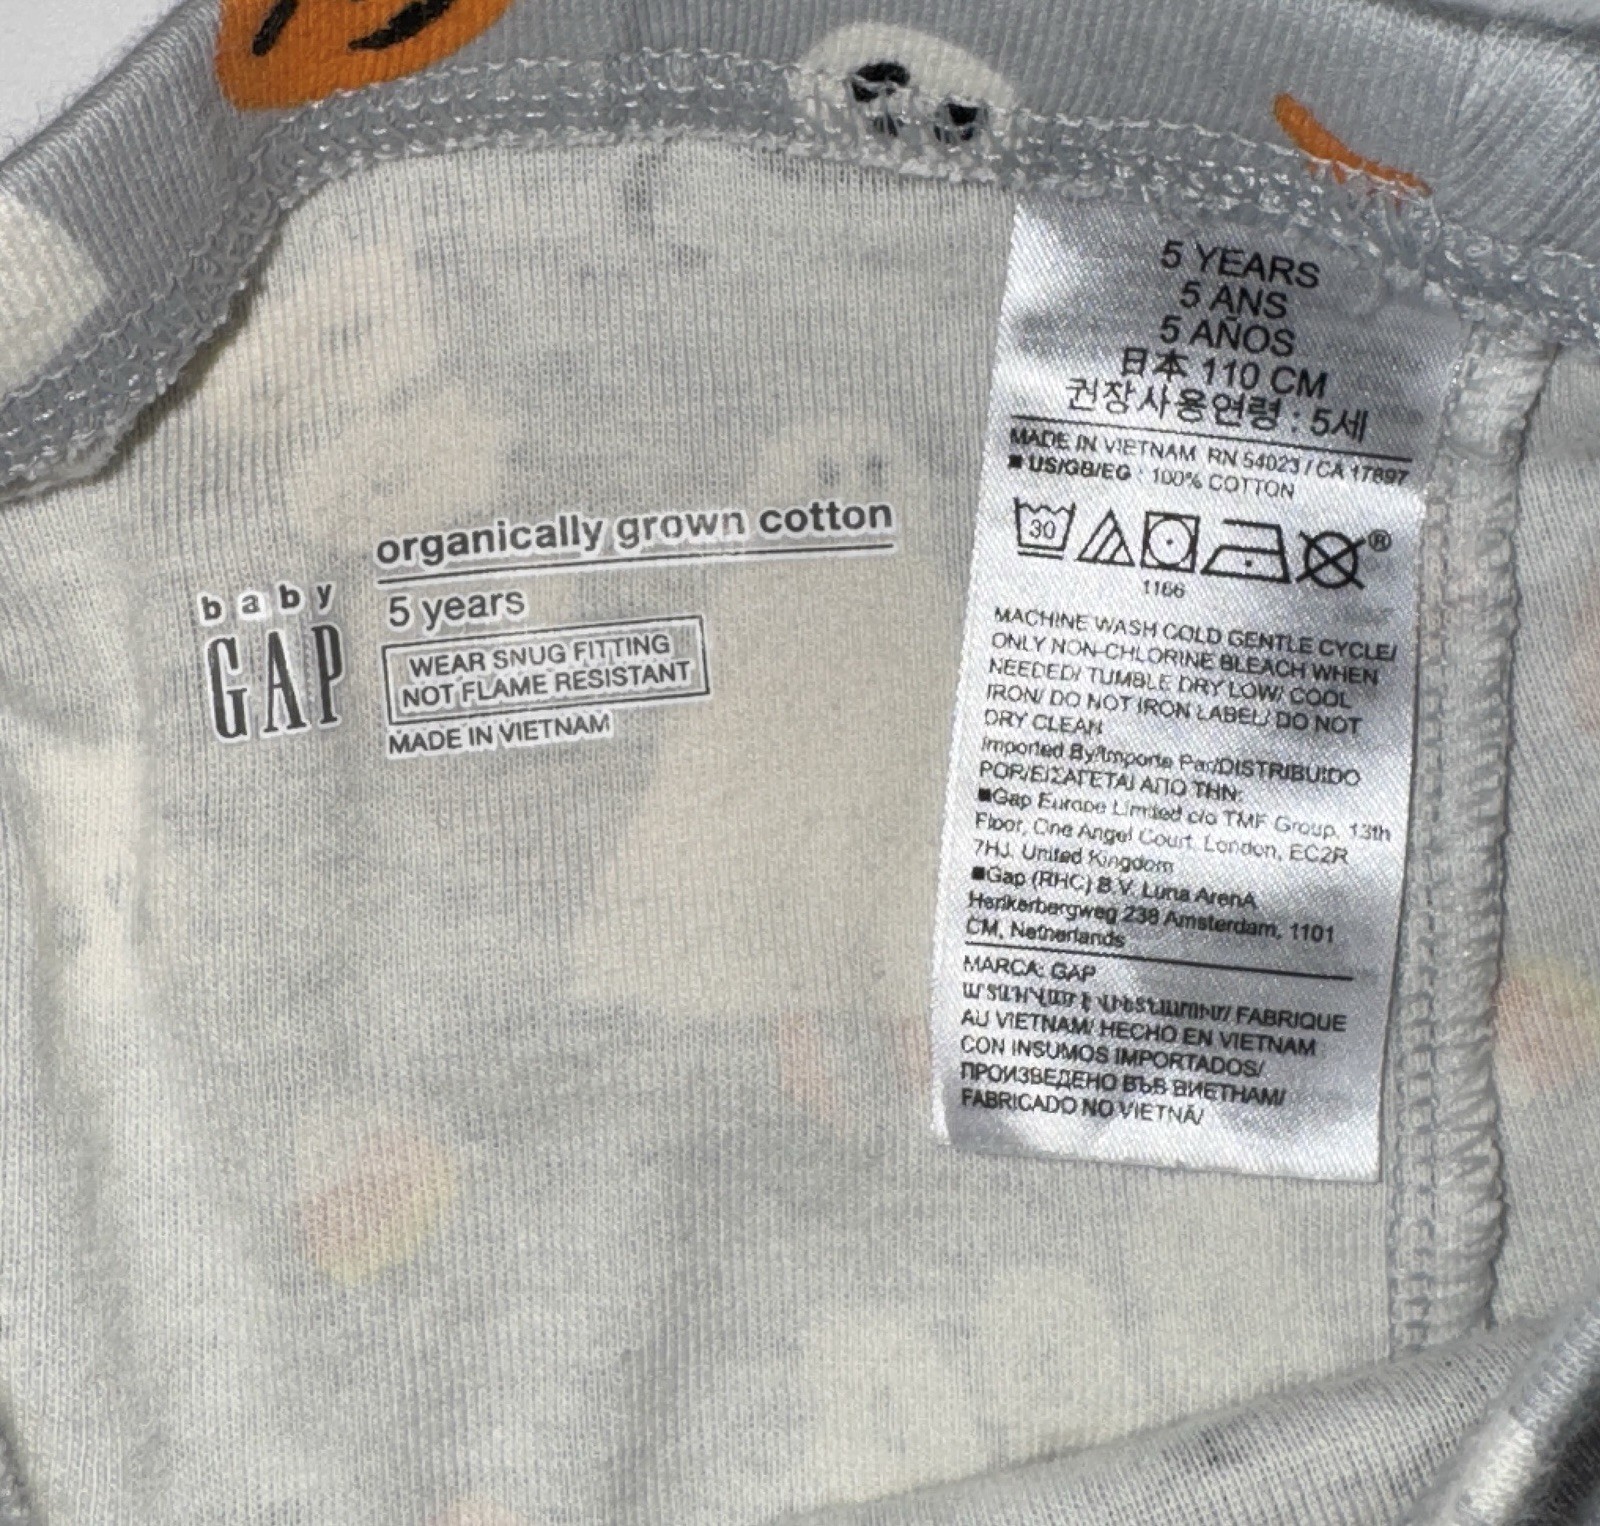 organically grown cotton
baby
GAP
5 years
WEAR SNUG FITTING
NOT FLAME RESISTANT
MADE IN VIETNAM
5 YEARS
5 ANS
5 AÑOS
日本 110 CM
권장사용연령 : 5세
MADE IN VIETNAM RN 54023 / CA 17897
■ US/GB/EG : 100% COTTON
30
®
1166
MACHINE WASH COLD GENTLE CYCLE/
ONLY NON-CHLORINE BLEACH WHEN
NEEDED/ TUMBLE DRY LOW/ COOL
IRON/ DO NOT IRON LABEL/ DO NOT
DRY CLEAN
Imported By/Importe Par/DISTRIBUIDO
POR/ΕΙΣΑΓΕΤΑΙ ΑΠΟ ΤΗΝ:
■Gap Europe Limited c/o TMF Group, 13th
Floor, One Angel Court, London, EC2R
7HJ, United Kingdom
■Gap (RHC) B.V. Luna ArenA
Herikerbergweg 238 Amsterdam, 1101
CM, Netherlands
MARCA: GAP
FABRIQUE
AU VIETNAM/ HECHO EN VIETNAM
CON INSUMOS IMPORTADOS/
ПРОИЗВЕДЕНО ВЪВ ВИЕТНАМ/
FABRICADO NO VIETNÃ/